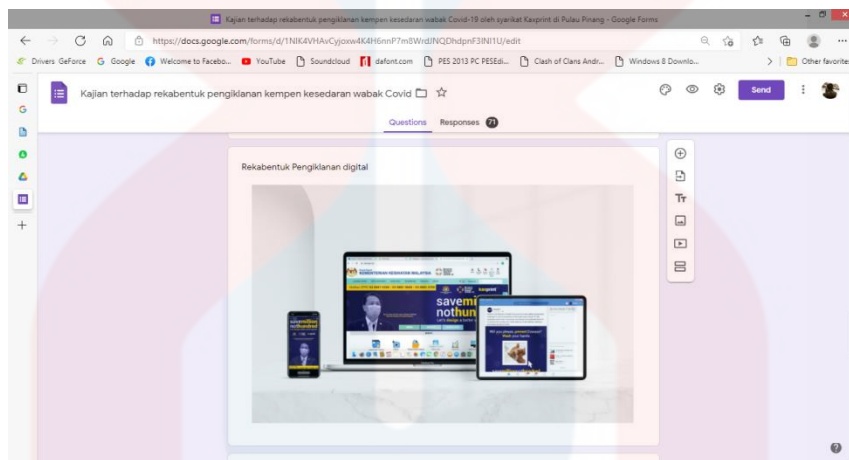 Kajian terhadap rekabentuk pengiklanan kempen kesedaran wabak Covid-19 oleh syarikat Kaxprint di Pulau Pinang - Google Forms
https://docs.google.com/forms/d/1NIK4VHAvCyjoxw4K4H6nnP7m8WrdJNQDhdpnF3INI1U/edit
Drivers GeForce
Google
Welcome to Facebo...
YouTube
Soundcloud
dafont.com
PES 2013 PC PESEdi...
Clash of Clans Andr...
Windows 8 Downlo...
Other favorites
Kajian terhadap rekabentuk pengiklanan kempen kesedaran wabak Covid
Send
Questions Responses 71
Rekabentuk Pengiklanan digital
KEMENTERIAN KESIHATAN MALAYSIA
savemi
nothun